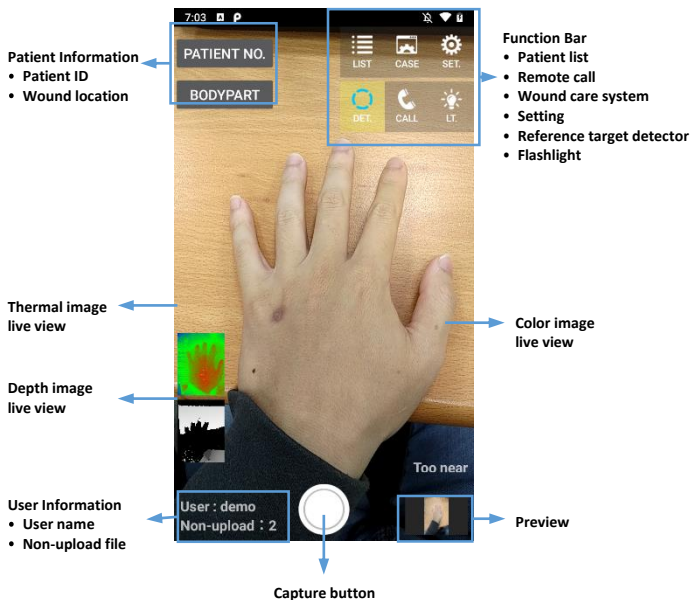 7:03
PATIENT NO.
BODYPART
LIST CASE SET.
DET. CALL LT.
Patient Information
• Patient ID
• Wound location
Function Bar
• Patient list
• Remote call
• Wound care system
• Setting
• Reference target detector
• Flashlight
Thermal image
live view
Color image
live view
Depth image
live view
Too near
User Information
• User name
• Non-upload file
User : demo
Non-upload : 2
Preview
Capture button